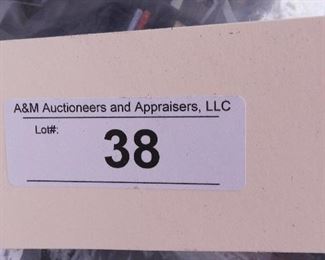 A&M Auctioneers and Appraisers, LLC
Lot#:
38